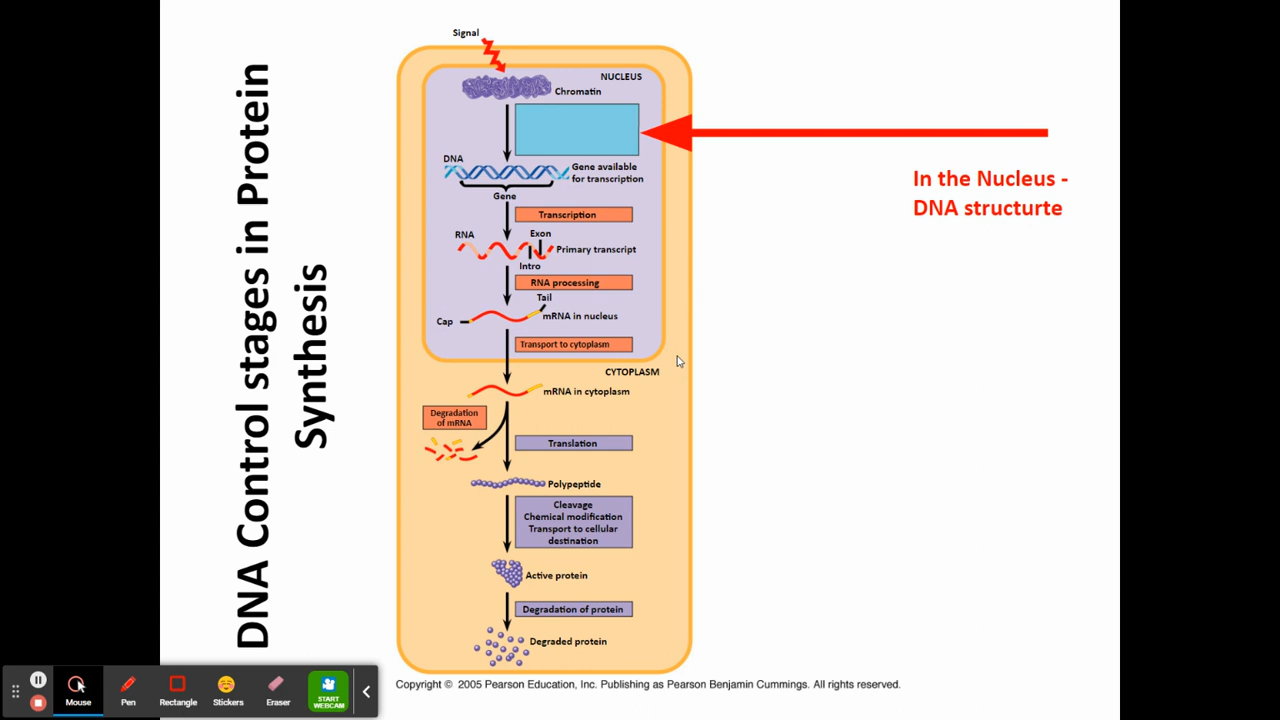 DNA Control stages in Protein
Synthesis
Signal
NUCLEUS
Chromatin
DNA
Gene available
for transcription
Gene
Transcription
RNA
Exon
Primary transcript
Intro
RNA processing
Tail
Cap
mRNA in nucleus
Transport to cytoplasm
CYTOPLASM
mRNA in cytoplasm
Degradation
of mRNA
Translation
Polypeptide
Cleavage
Chemical modification
Transport to cellular
destination
Active protein
Degradation of protein
Degraded protein
In the Nucleus -
DNA structurte
Copyright © 2005 Pearson Education, Inc. Publishing as Pearson Benjamin Cummings. All rights reserved.
Mouse
Pen
Rectangle
Stickers
Eraser
START
WEBCAM